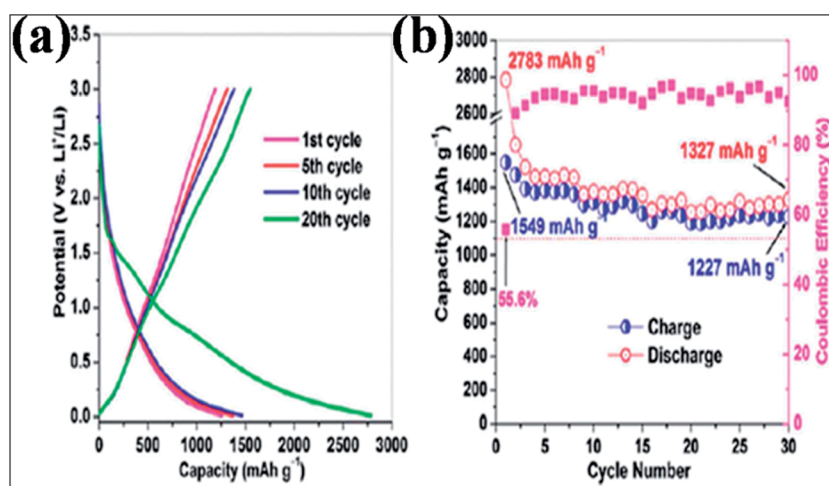 (a)
3.5
3.0
2.5
2.0
1.5
1.0
0.5
0.0
Potential (V vs. Li⁺/Li)
1st cycle
5th cycle
10th cycle
20th cycle
0 500 1000 1500 2000 2500 3000
Capacity (mAh g⁻¹)
(b)
3000
2800
2600
1600
1400
1200
1000
800
600
400
200
0
Capacity (mAh g⁻¹)
2783 mAh g⁻¹
1327 mAh g⁻¹
1549 mAh g⁻¹
1227 mAh g⁻¹
55.6%
Charge
Discharge
100
80
60
40
20
0
Coulombic Efficiency (%)
0 5 10 15 20 25 30
Cycle Number